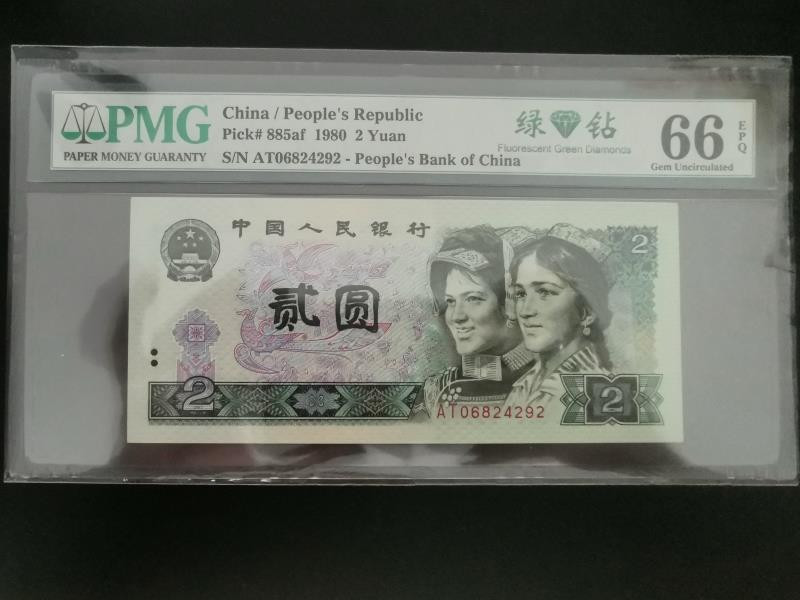 PMG
PAPER MONEY GUARANTY
China / People's Republic
Pick# 885af 1980 2 Yuan
S/N AT06824292 - People's Bank of China
绿钻
Fluorescent Green Diamonds
66
EPQ
Gem Uncirculated
中国人民银行
2
贰圆
2
AT06824292
2